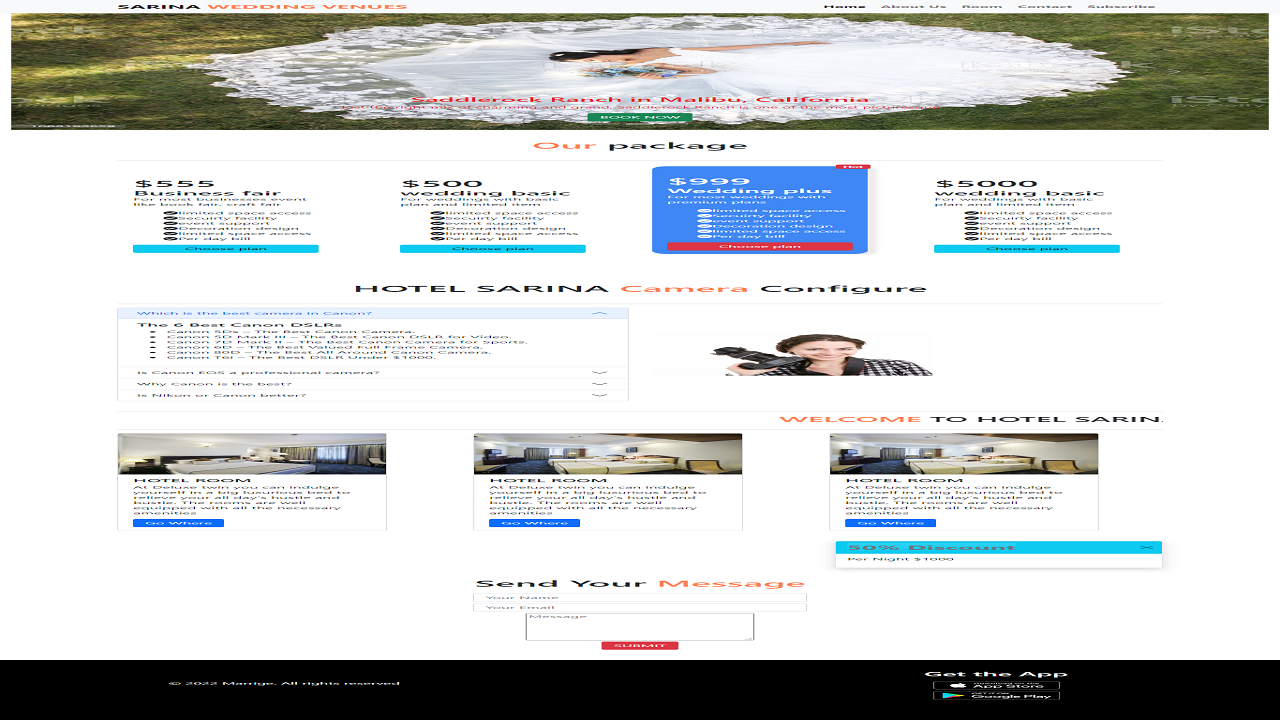 SARINA WEDDING VENUES
Home About Us Room Contact Subscribe
Saddlerock Ranch in Malibu, California
BOOK NOW
Our package
$555
Business fair
For most businesses event
like book fair. craft fair
limited space access
Secuirty facility
event support
Decoration design
limited space access
Per day bill
Choose plan
$500
wedding basic
For weddings with basic
plan and limited item
limited space access
Secuirty facility
event support
Decoration design
limited space access
Per day bill
Choose plan
Hot
$999
Wedding plus
For most weddings with
premium plans
limited space access
Secuirty facility
event support
Decoration design
limited space access
Per day bill
Choose plan
$5000
wedding basic
For weddings with basic
plan and limited item
limited space access
Secuirty facility
event support
Decoration design
limited space access
Per day bill
Choose plan
HOTEL SARINA Camera Configure
Which is the best camera in Canon?
The 6 Best Canon DSLRs
Canon 5Ds – The Best Canon Camera.
Canon 5D Mark III – The Best Canon DSLR for Video.
Canon 7D Mark II – The Best Canon Camera for Sports.
Canon 6D – The Best Valued Full Frame Camera.
Canon 80D – The Best All Around Canon Camera.
Canon T6i – The Best DSLR Under $1000.
Is Canon EOS a professional camera?
Why Canon is the best?
Is Nikon or Canon better?
WELCOME TO HOTEL SARIN
HOTEL ROOM
At Deluxe twin you can indulge
yourself in a big luxurious bed to
relieve your all day's hustle and
bustle. The rooms are well
equipped with all the necessary
amenities
Go Where
HOTEL ROOM
At Deluxe twin you can indulge
yourself in a big luxurious bed to
relieve your all day's hustle and
bustle. The rooms are well
equipped with all the necessary
amenities
Go Where
HOTEL ROOM
At Deluxe twin you can indulge
yourself in a big luxurious bed to
relieve your all day's hustle and
bustle. The rooms are well
equipped with all the necessary
amenities
Go Where
50% Discount
Per Night $1000
Send Your Message
Your Name
Your Email
Message
SUBMIT
© 2022 Marrige. All rights reserved
Get the App
Download on the
App Store
GET IT ON
Google Play